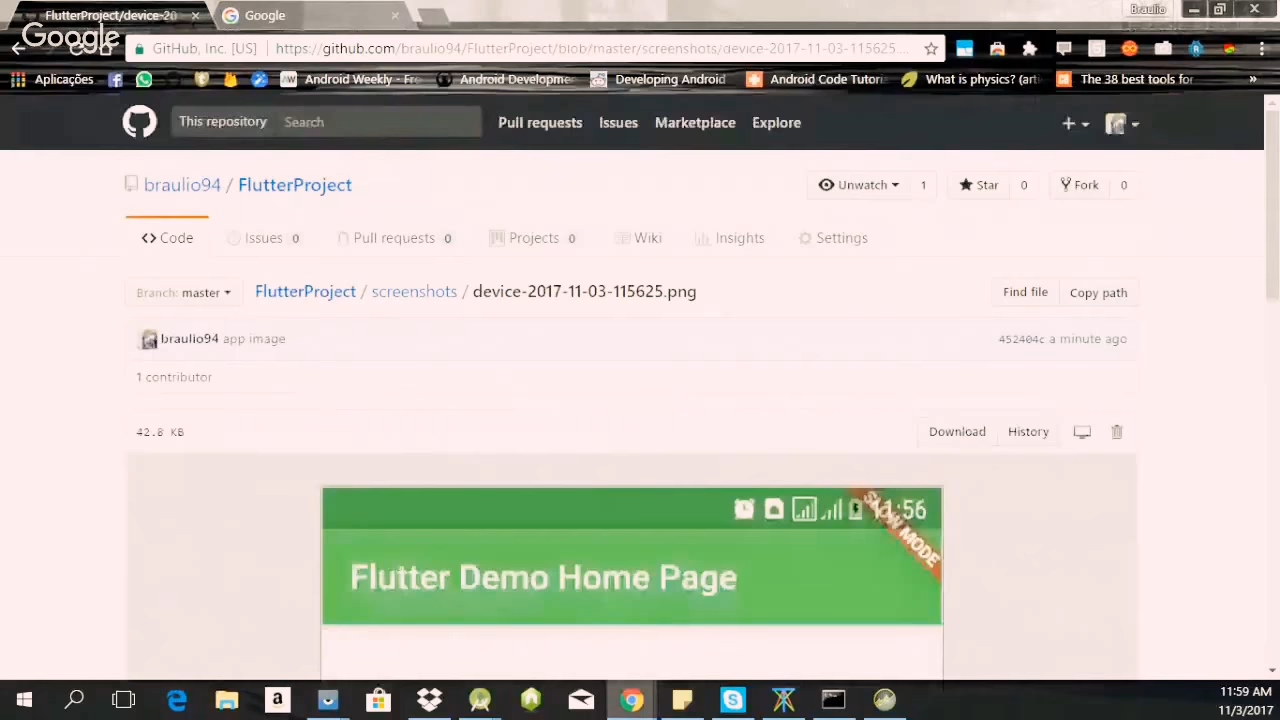 FlutterProject/device-20
Google
Braulio
Google
GitHub, Inc. [US]
https://github.com/braulio94/FlutterProject/blob/master/screenshots/device-2017-11-03-115625...
Aplicações
Android Weekly - Fre
Android Developme
Developing Android
Android Code Tutori
What is physics? (arti
The 38 best tools for
»
This repository
Search
Pull requests
Issues
Marketplace
Explore
braulio94 / FlutterProject
Unwatch 1
Star 0
Fork 0
Code
Issues 0
Pull requests 0
Projects 0
Wiki
Insights
Settings
Branch: master
FlutterProject / screenshots / device-2017-11-03-115625.png
Find file
Copy path
braulio94 app image
452404c a minute ago
1 contributor
42.8 KB
Download
History
SLOW MODE
Flutter Demo Home Page
11:59 AM
11/3/2017